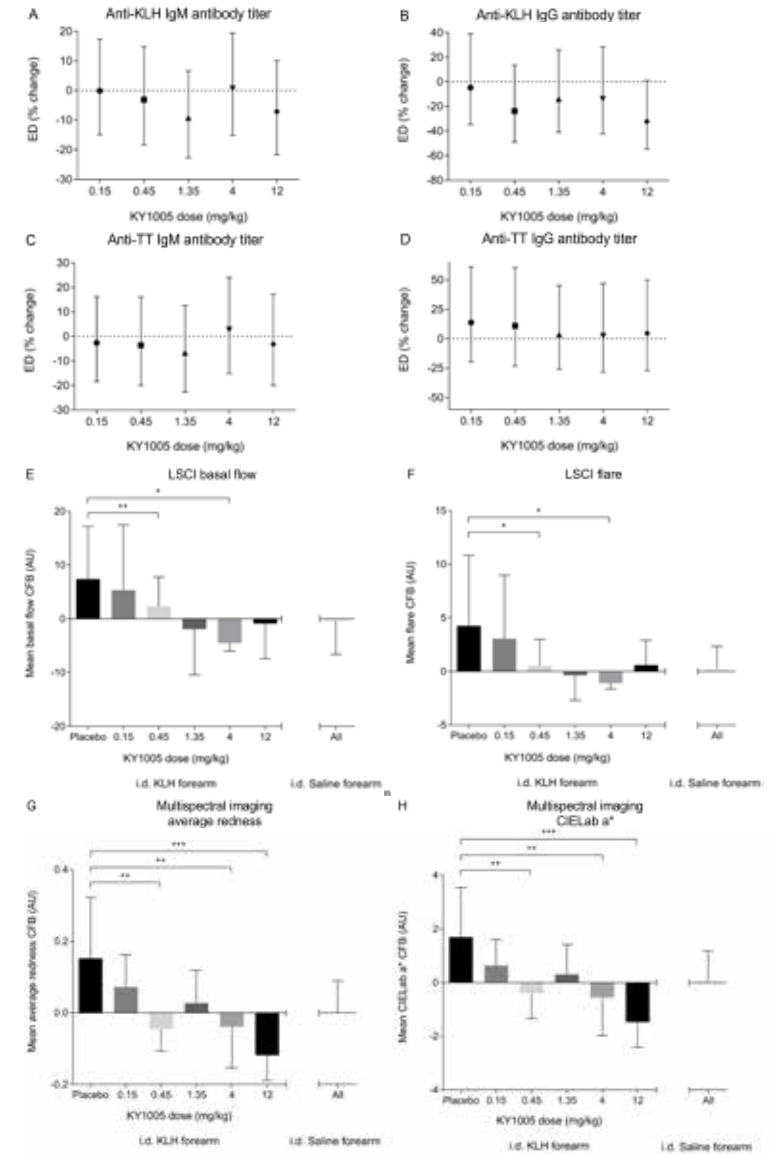 A
Anti-KLH IgM antibody titer
ED (% change)
20
10
0
-10
-20
-30
0.15 0.45 1.35 4 12
KY1005 dose (mg/kg)
B
Anti-KLH IgG antibody titer
ED (% change)
40
20
0
-20
-40
-60
-80
0.15 0.45 1.35 4 12
KY1005 dose (mg/kg)
C
Anti-TT IgM antibody titer
ED (% change)
30
20
10
0
-10
-20
-30
0.15 0.45 1.35 4 12
KY1005 dose (mg/kg)
D
Anti-TT IgG antibody titer
ED (% change)
50
25
0
-25
-50
0.15 0.45 1.35 4 12
KY1005 dose (mg/kg)
E
LSCI basal flow
Mean basal flow CFB (AU)
*
**
20
10
0
-10
-20
Placebo 0.15 0.45 1.35 4 12 All
KY1005 dose (mg/kg)
i.d. KLH forearm i.d. Saline forearm
F
LSCI flare
Mean flare CFB (AU)
*
*
15
10
5
0
-5
Placebo 0.15 0.45 1.35 4 12 All
KY1005 dose (mg/kg)
i.d. KLH forearm i.d. Saline forearm
G
Multispectral imaging
average redness
Mean average redness CFB (AU)
***
**
**
0.4
0.2
0.0
-0.2
Placebo 0.15 0.45 1.35 4 12 All
KY1005 dose (mg/kg)
i.d. KLH forearm i.d. Saline forearm
H
Multispectral imaging
CIELab a*
Mean CIELab a* CFB (AU)
***
**
**
4
2
0
-2
-4
Placebo 0.15 0.45 1.35 4 12 All
KY1005 dose (mg/kg)
i.d. KLH forearm i.d. Saline forearm